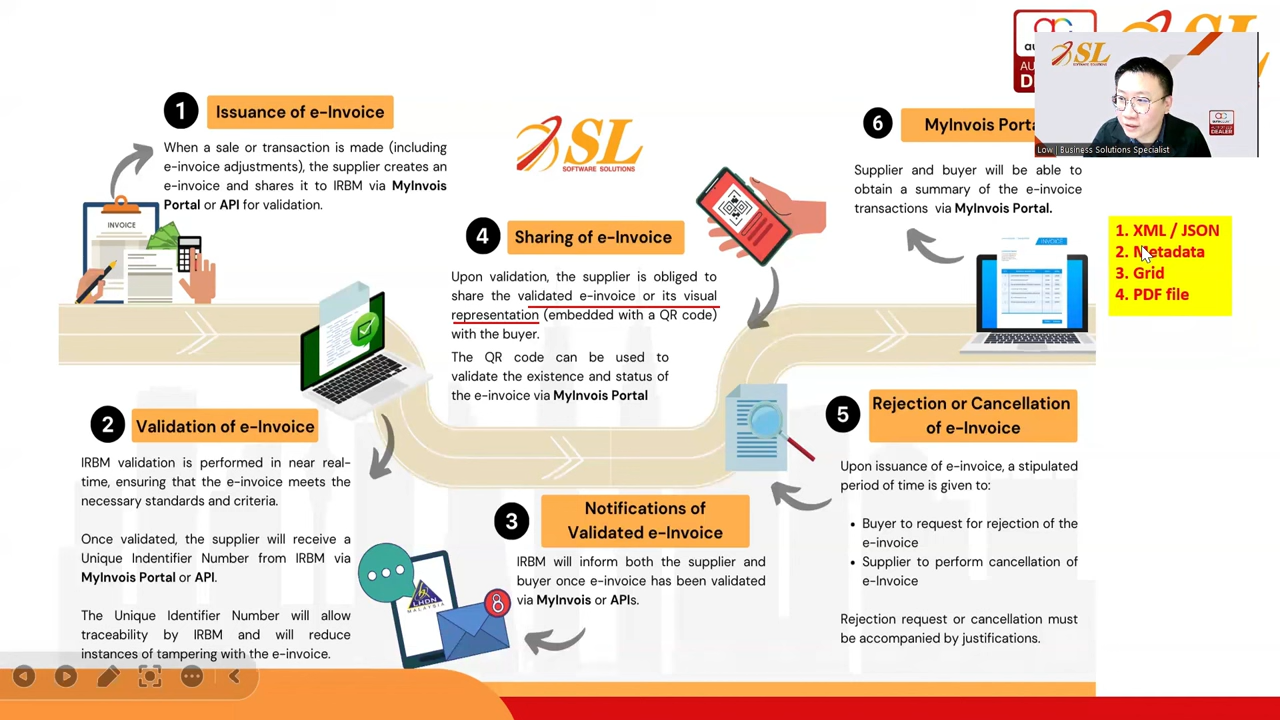 1
Issuance of e-Invoice
When a sale or transaction is made (including
e-invoice adjustments), the supplier creates an
e-invoice and shares it to IRBM via MyInvois
Portal or API for validation.
INVOICE
SL
SOFTWARE SOLUTIONS
4
Sharing of e-Invoice
Upon validation, the supplier is obliged to
share the validated e-invoice or its visual
representation (embedded with a QR code)
with the buyer.
The QR code can be used to
validate the existence and status of
the e-invoice via MyInvois Portal
6
MyInvois Porta
Supplier and buyer will be able to
obtain a summary of the e-invoice
transactions via MyInvois Portal.
INVOICE
SL
SOFTWARE SOLUTIONS
DEALER
Low | Business Solutions Specialist
1. XML / JSON
2. Metadata
3. Grid
4. PDF file
2
Validation of e-Invoice
IRBM validation is performed in near real-
time, ensuring that the e-invoice meets the
necessary standards and criteria.
Once validated, the supplier will receive a
Unique Indentifier Number from IRBM via
MyInvois Portal or API.
The Unique Identifier Number will allow
traceability by IRBM and will reduce
instances of tampering with the e-invoice.
3
Notifications of
Validated e-Invoice
IRBM will inform both the supplier and
buyer once e-invoice has been validated
via MyInvois or APIs.
LHDN
MALAYSIA
8
5
Rejection or Cancellation
of e-Invoice
Upon issuance of e-invoice, a stipulated
period of time is given to:
• Buyer to request for rejection of the
e-invoice
• Supplier to perform cancellation of
e-Invoice
Rejection request or cancellation must
be accompanied by justifications.